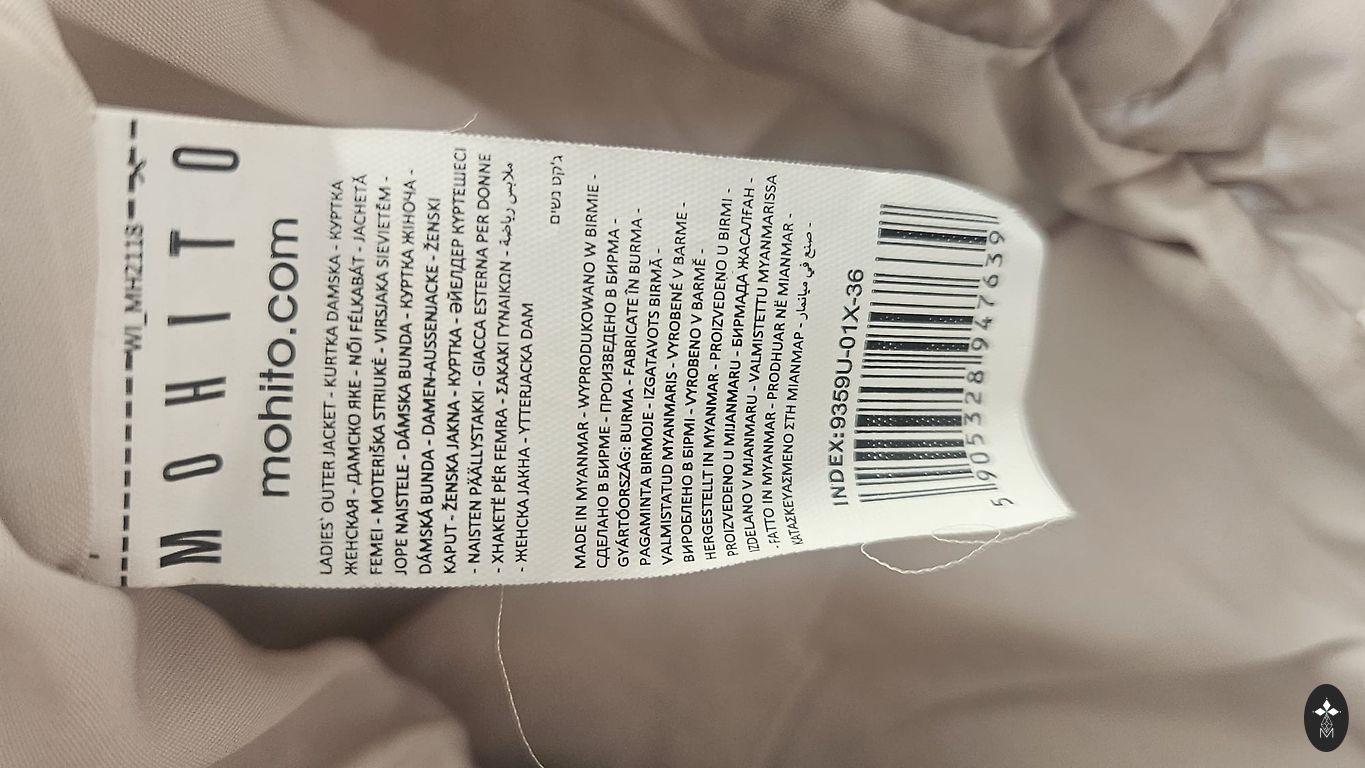 WI_MH2118
MOHITO
mohito.com
LADIES` OUTER JACKET - KURTKA DAMSKA - КУРТКА
ЖЕНСКАЯ - ДАМСКО ЯКЕ - NŐI FÉLKABÁT - JACHETĂ
FEMEI - MOTERIŠKA STRIUKĖ - VIRSJAKA SIEVIETĒM -
JOPE NAISTELE - DÁMSKA BUNDA - КУРТКА ЖІНОЧА -
DÁMSKÁ BUNDA - DAMEN-AUSSENJACKE - ŽENSKI
KAPUT - ŽENSKA JAKNA - КУРТКА - ӘЙЕЛДЕР КҮРТЕШЕСІ
- NAISTEN PÄÄLLYSTAKKI - GIACCA ESTERNA PER DONNE
- XHAKETË PËR FEMRA - ΣΑΚΑΚΙ ΓΥΝΑΙΚΩΝ - ملابس رياضة
- ЖЕНСКА ЈАКНА - YTTERJACKA DAM
ג'קט נשים
MADE IN MYANMAR - WYPRODUKOWANO W BIRMIE -
СДЕЛАНО В БИРМЕ - ПРОИЗВЕДЕНО В БИРМА -
GYÁRTÓORSZÁG: BURMA - FABRICATE ÎN BURMA -
PAGAMINTA BIRMOJE - IZGATAVOTS BIRMĀ -
VALMISTATUD MYANMARIS - VYROBENÉ V BARME -
ВИРОБЛЕНО В БІРМІ - VYROBENO V BARMĚ -
HERGESTELLT IN MYANMAR - PROIZVEDENO U BIRMI -
PROIZVEDENO U MIJANMARU - БИРМАДА ЖАСАЛҒАН -
IZDELANO V MJANMARU - VALMISTETTU MYANMARISSA
- FATTO IN MYANMAR - PRODHUAR NË MIANMAR -
ΚΑΤΑΣΚΕΥΑΣΜΕΝΟ ΣΤΗ ΜΙΑΝΜΑΡ - صنع في ميانمار -
INDEX:9359U-01X-36
5 905328 947639
M